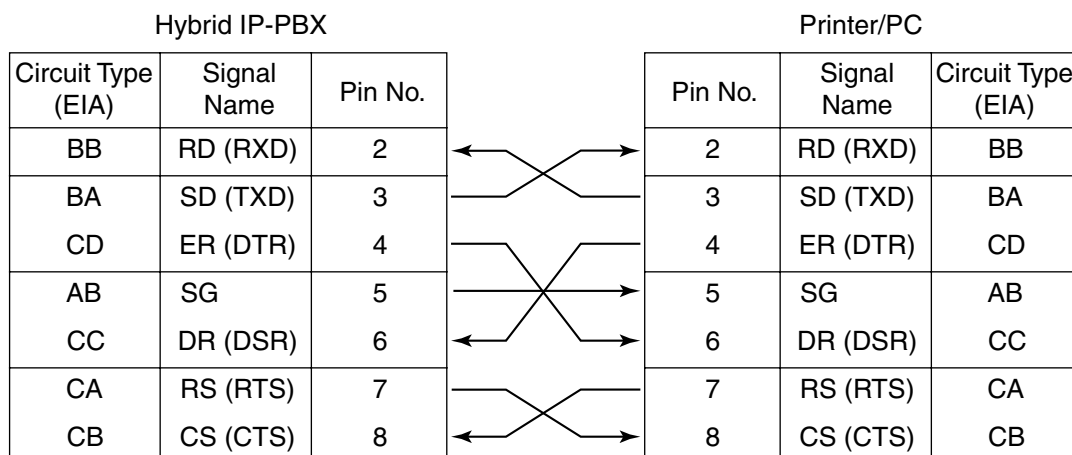 Hybrid IP-PBX Printer/PC
Circuit Type (EIA) Signal Name Pin No. Pin No. Signal Name Circuit Type (EIA)
BB RD (RXD) 2 2 RD (RXD) BB
BA SD (TXD) 3 3 SD (TXD) BA
CD ER (DTR) 4 4 ER (DTR) CD
AB SG 5 5 SG AB
CC DR (DSR) 6 6 DR (DSR) CC
CA RS (RTS) 7 7 RS (RTS) CA
CB CS (CTS) 8 8 CS (CTS) CB